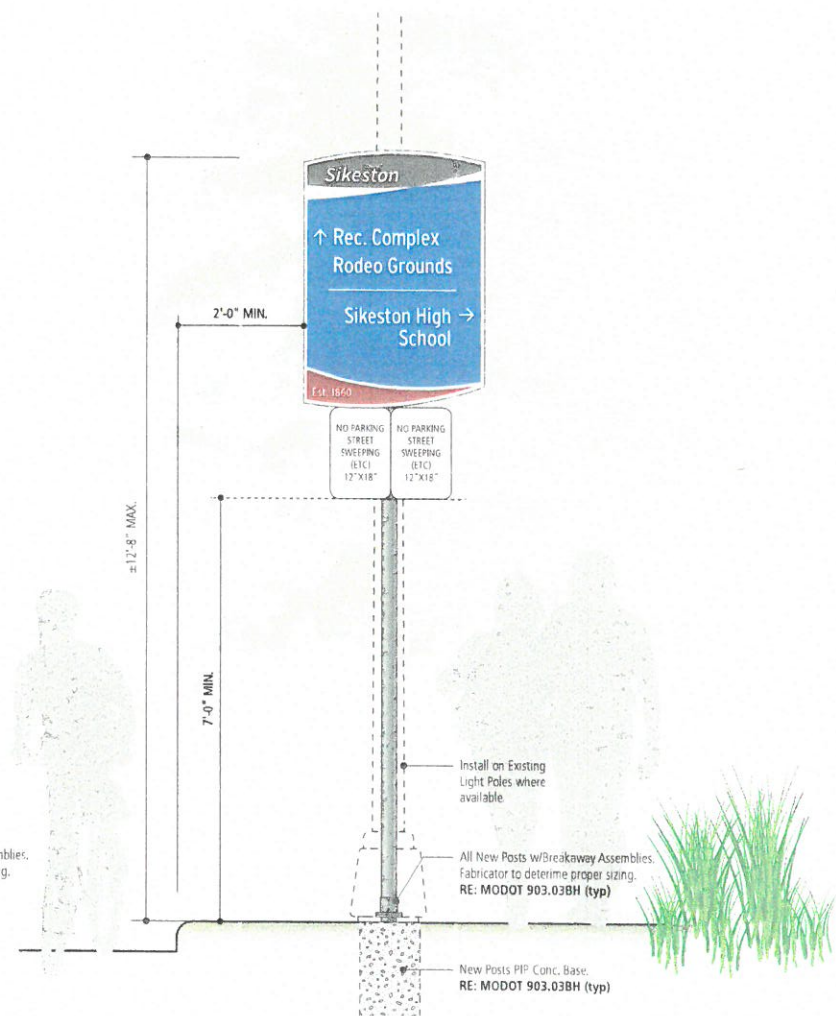 Sikeston
↑ Rec. Complex
Rodeo Grounds
Sikeston High →
School
Est. 1860
2'-0" MIN.
NO PARKING
STREET
SWEEPING
(ETC)
12"X18"
NO PARKING
STREET
SWEEPING
(ETC)
12"X18"
±12'-8" MAX.
7'-0" MIN.
Install on Existing
Light Poles where
available.
All New Posts w/Breakaway Assemblies.
Fabricator to deterime proper sizing.
RE: MODOT 903.03BH (typ)
New Posts PIP Conc. Base.
RE: MODOT 903.03BH (typ)